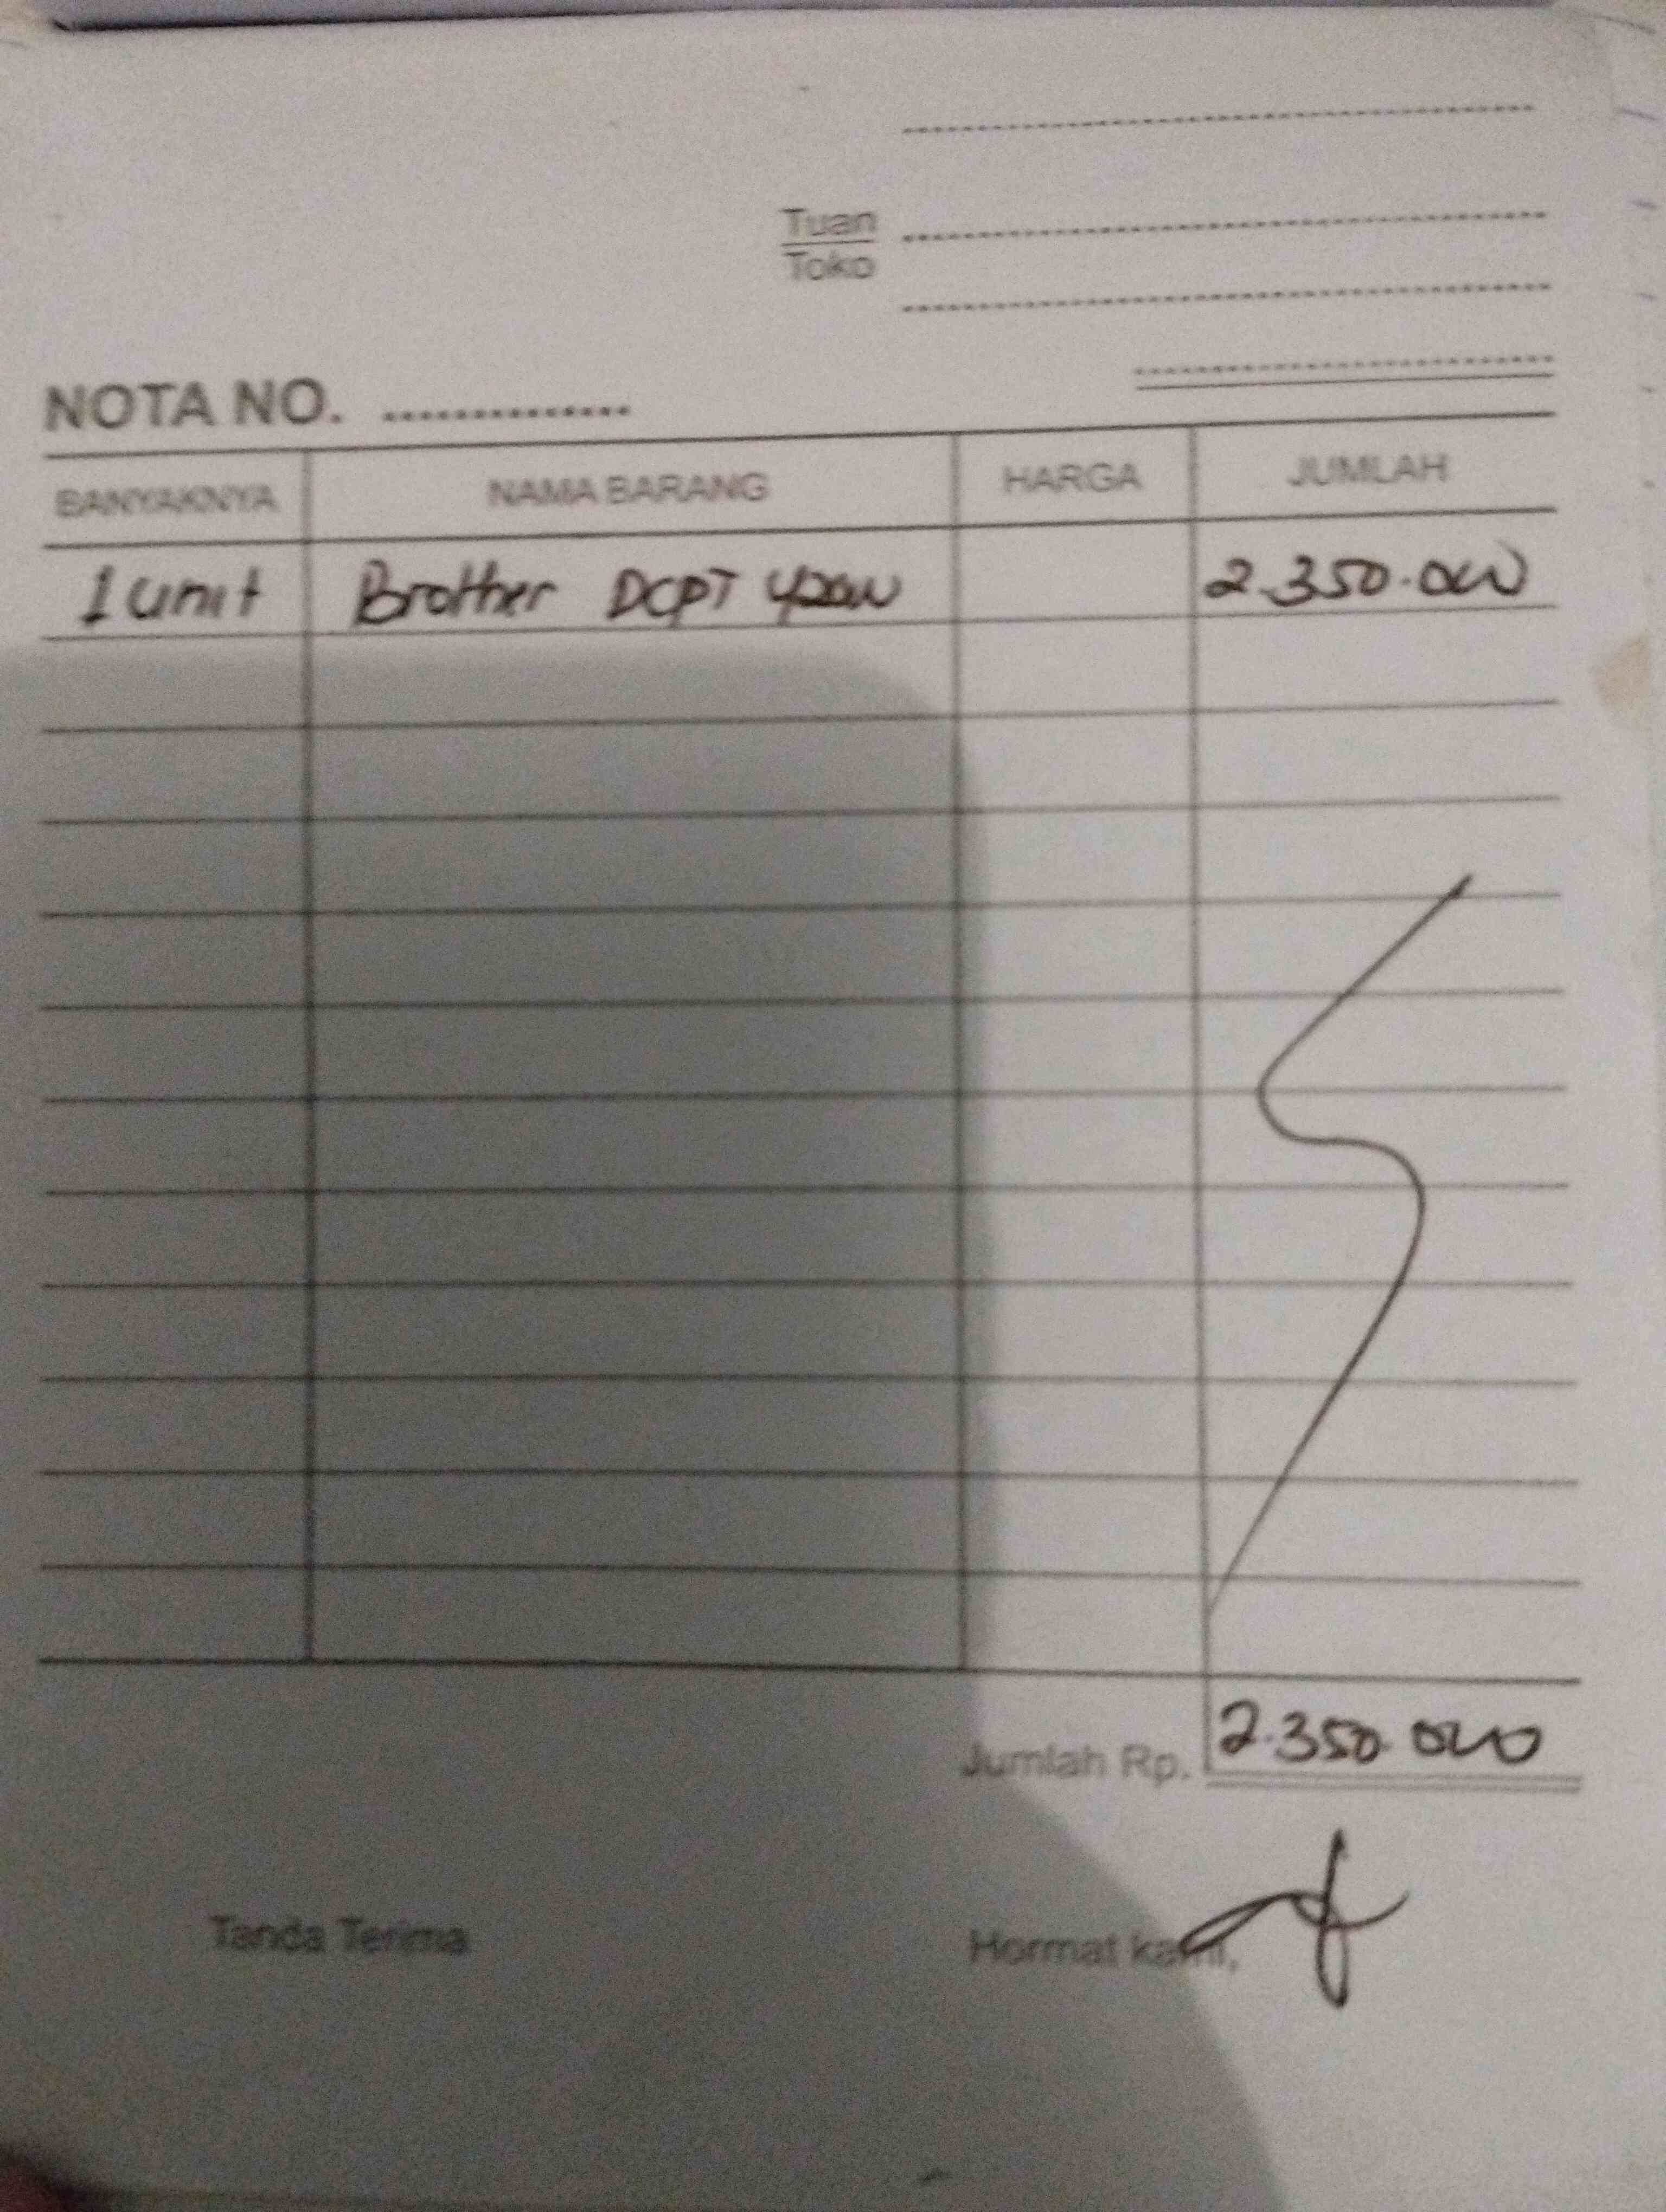 Tuan
Toko
NOTA NO. ..............
BANYAKNYA NAMA BARANG HARGA JUMLAH
1 unit Brother DCPT 420W 2.350.000
Jumlah Rp. 2.350.000
Tanda Terima Hormat kami,